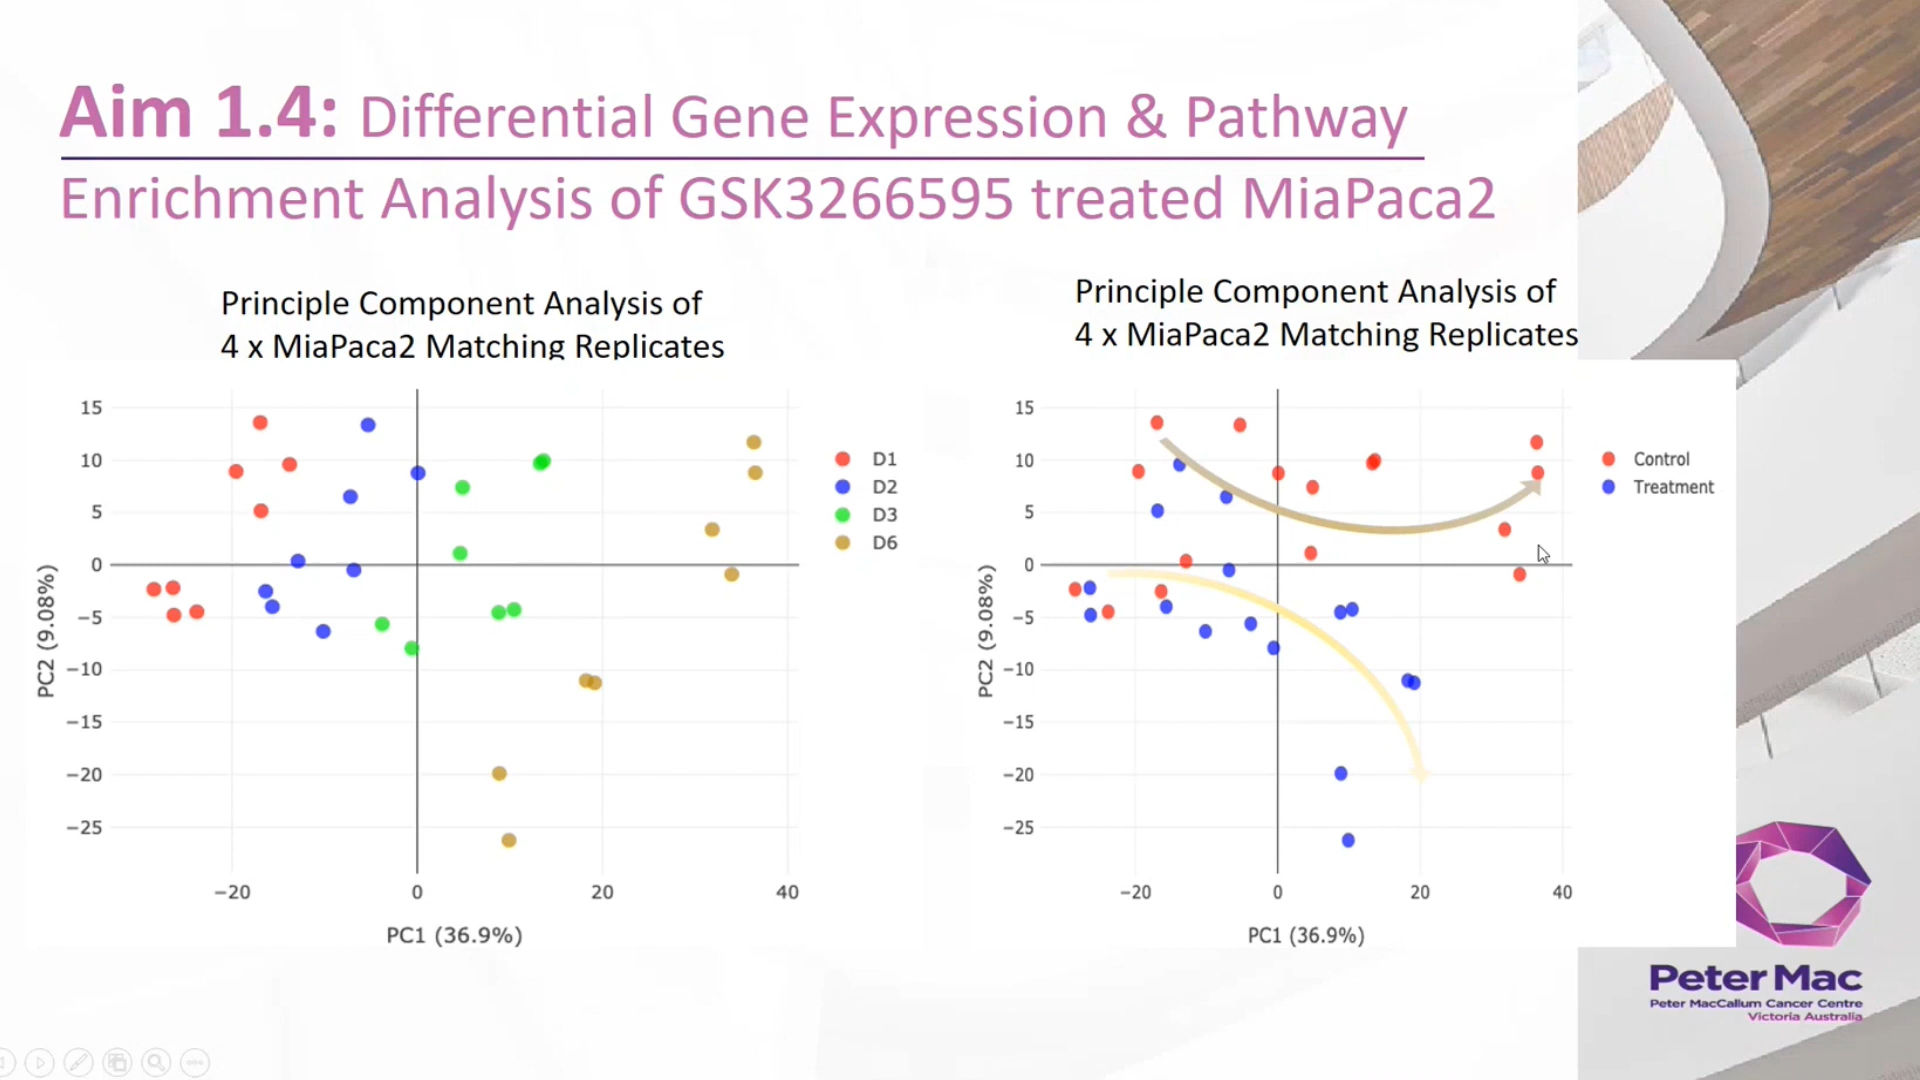 Aim 1.4: Differential Gene Expression & Pathway
Enrichment Analysis of GSK3266595 treated MiaPaca2
Principle Component Analysis of
4 x MiaPaca2 Matching Replicates
15
10
5
0
−5
−10
−15
−20
−25
PC2 (9.08%)
−20
0
20
40
PC1 (36.9%)
D1
D2
D3
D6
Principle Component Analysis of
4 x MiaPaca2 Matching Replicates
15
10
5
0
−5
−10
−15
−20
−25
PC2 (9.08%)
−20
0
20
40
PC1 (36.9%)
Control
Treatment
Peter Mac
Peter MacCallum Cancer Centre
Victoria Australia